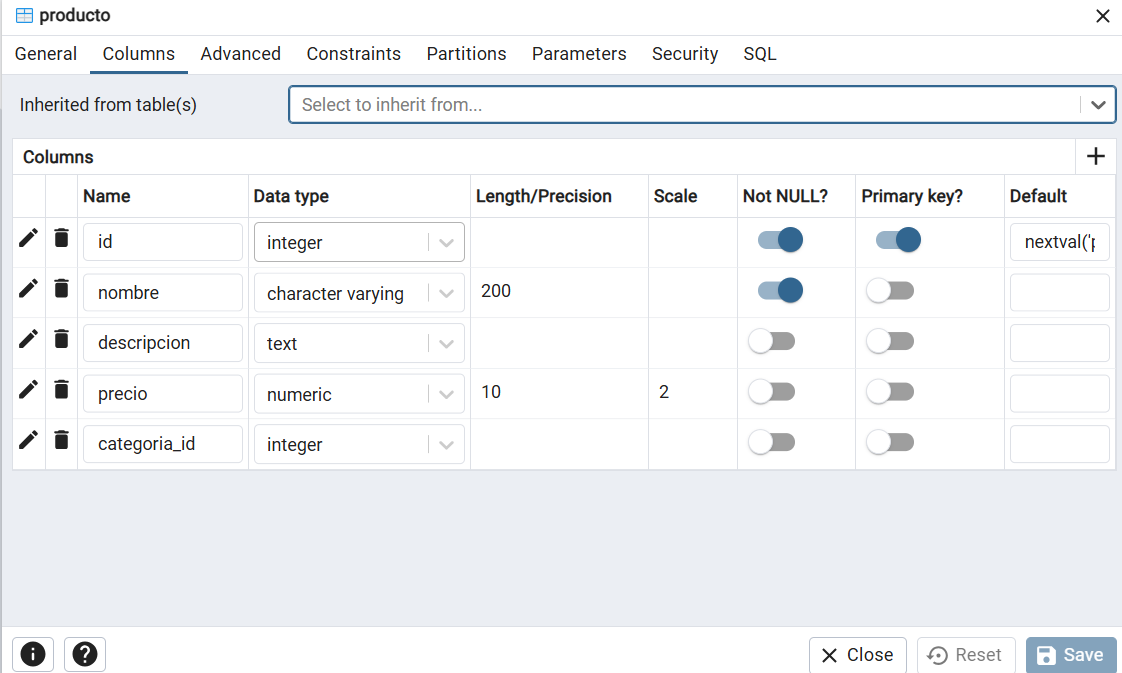 producto
General Columns Advanced Constraints Partitions Parameters Security SQL
Inherited from table(s) Select to inherit from...
Columns
Name Data type Length/Precision Scale Not NULL? Primary key? Default
id integer nextval('
nombre character varying 200
descripcion text
precio numeric 10 2
categoria_id integer
Close Reset Save